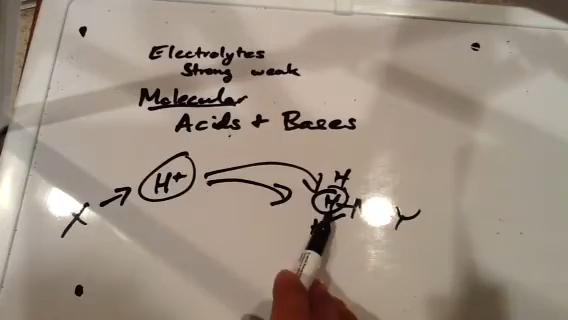 Electrolytes
Strong weak
Molecular
Acids + Bases
H
X → H+ H
Y